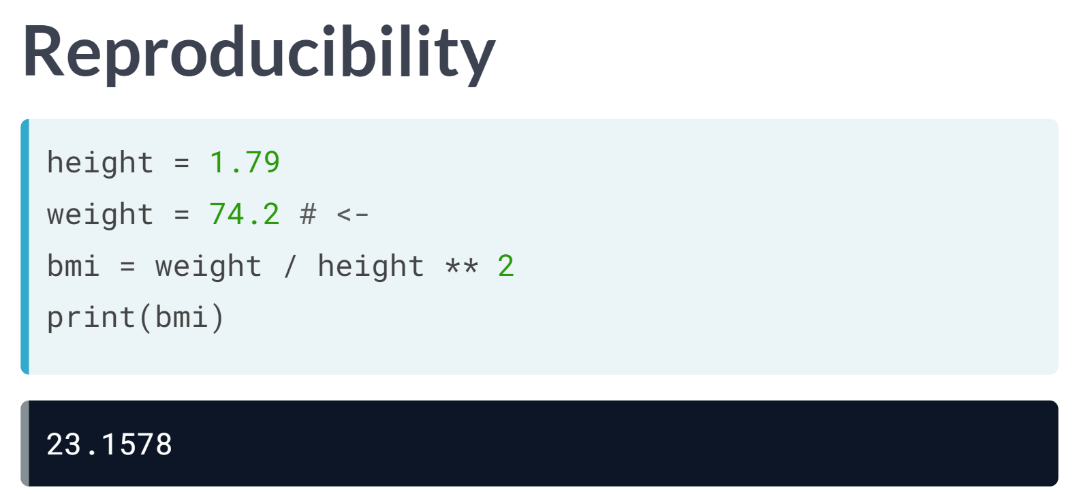 Reproducibility
height = 1.79
weight = 74.2 # <-
bmi = weight / height ** 2
print(bmi)
23.1578